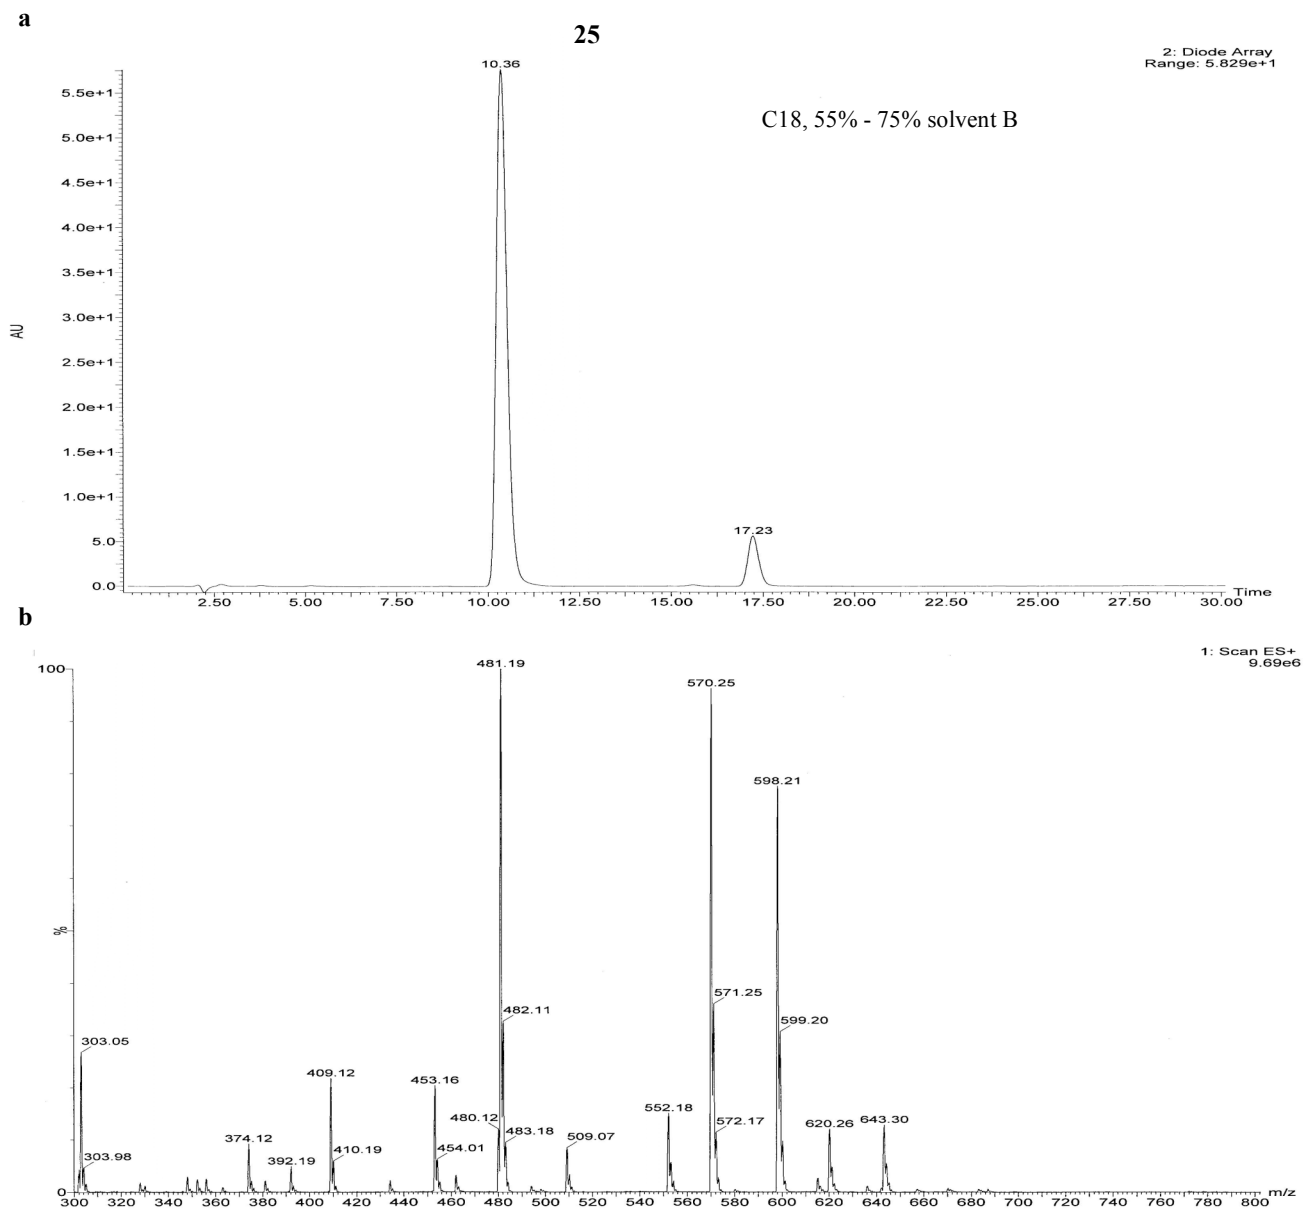 a
25
2: Diode Array
Range: 5.829e+1
10.36
C18, 55% - 75% solvent B
5.5e+1
5.0e+1
4.5e+1
4.0e+1
3.5e+1
3.0e+1
2.5e+1
2.0e+1
1.5e+1
1.0e+1
5.0
0.0
AU
17.23
2.50 5.00 7.50 10.00 12.50 15.00 17.50 20.00 22.50 25.00 27.50 30.00
Time
b
1: Scan ES+
9.69e6
100
%
0
481.19
570.25
598.21
571.25
482.11
599.20
303.05
409.12
453.16
480.12
483.18
552.18
572.17
620.26
643.30
374.12
392.19
410.19
454.01
509.07
303.98
300 320 340 360 380 400 420 440 460 480 500 520 540 560 580 600 620 640 660 680 700 720 740 760 780 800
m/z